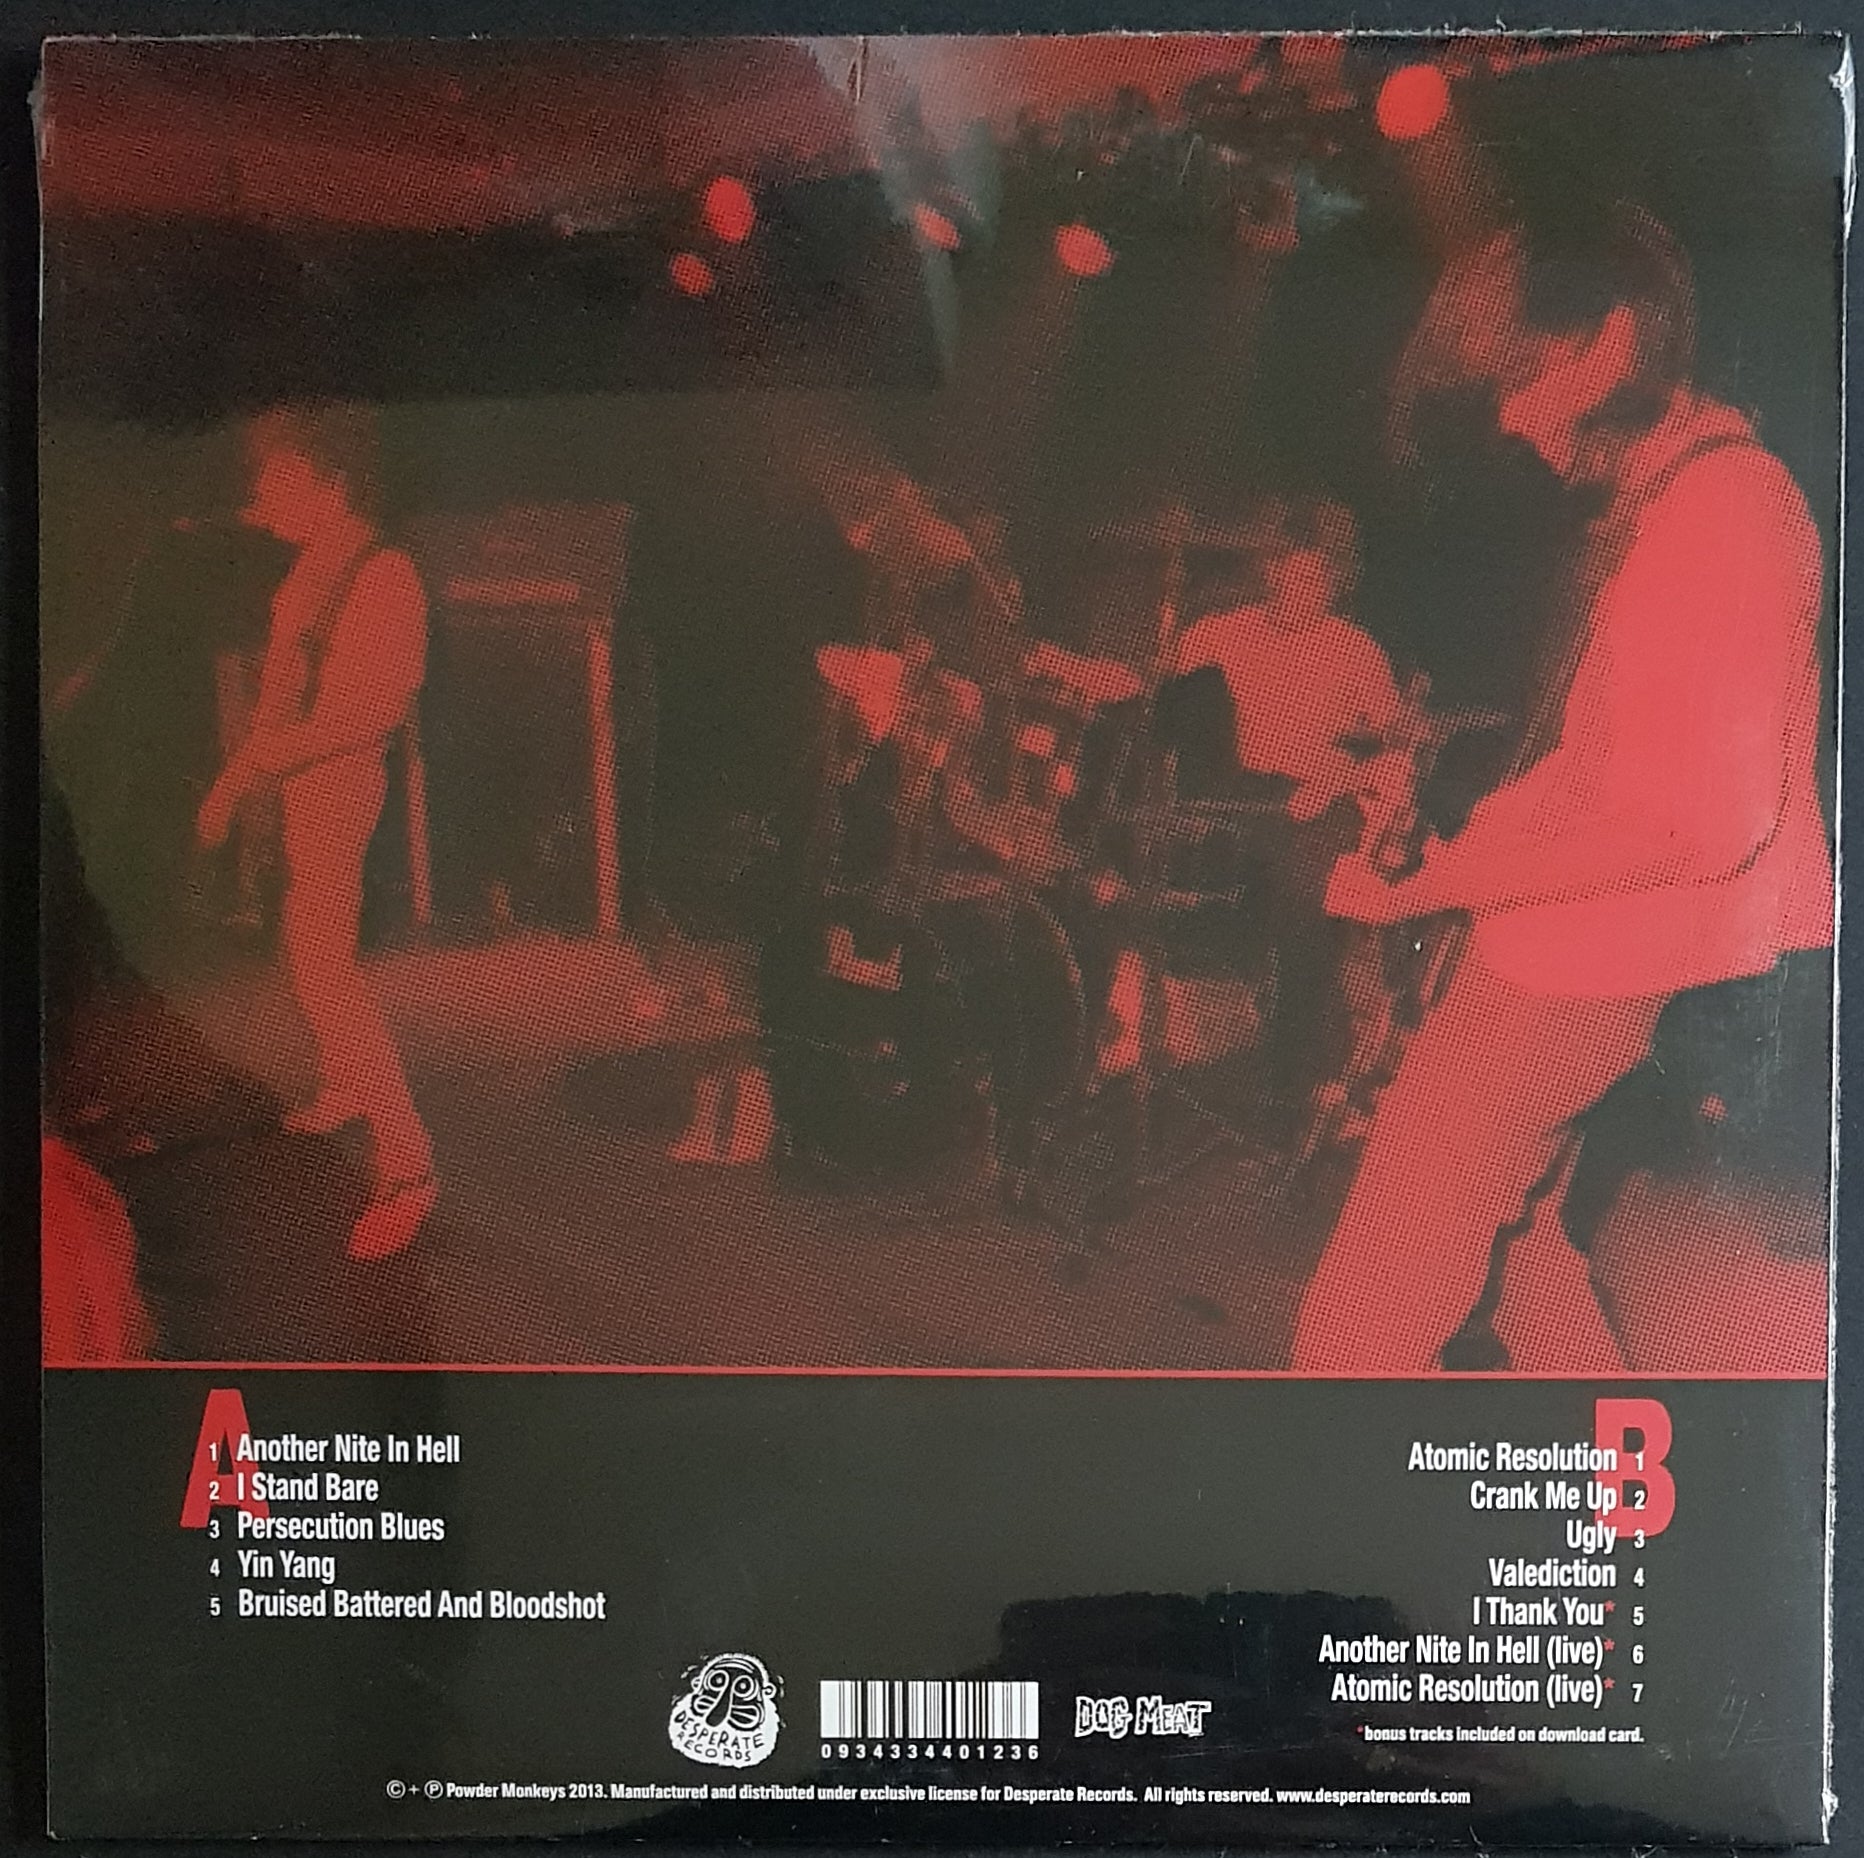 A
1 Another Nite In Hell
2 I Stand Bare
3 Persecution Blues
4 Yin Yang
5 Bruised Battered And Bloodshot
B
Atomic Resolution 1
Crank Me Up 2
Ugly 3
Valediction 4
I Thank You* 5
Another Nite In Hell (live)* 6
Atomic Resolution (live)* 7
*bonus tracks included on download card.
DESPERATE
RECORDS
0934334401236
DOG MEAT
© + ℗ Powder Monkeys 2013. Manufactured and distributed under exclusive license for Desperate Records. All rights reserved. www.desperaterecords.com